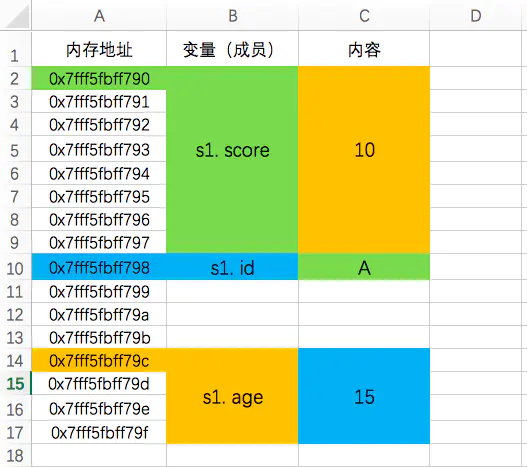 A B C D
1 内存地址 变量（成员） 内容
2 0x7fff5fbff790
3 0x7fff5fbff791
4 0x7fff5fbff792
5 0x7fff5fbff793 s1. score 10
6 0x7fff5fbff794
7 0x7fff5fbff795
8 0x7fff5fbff796
9 0x7fff5fbff797
10 0x7fff5fbff798 s1. id A
11 0x7fff5fbff799
12 0x7fff5fbff79a
13 0x7fff5fbff79b
14 0x7fff5fbff79c
15 0x7fff5fbff79d s1. age 15
16 0x7fff5fbff79e
17 0x7fff5fbff79f
18